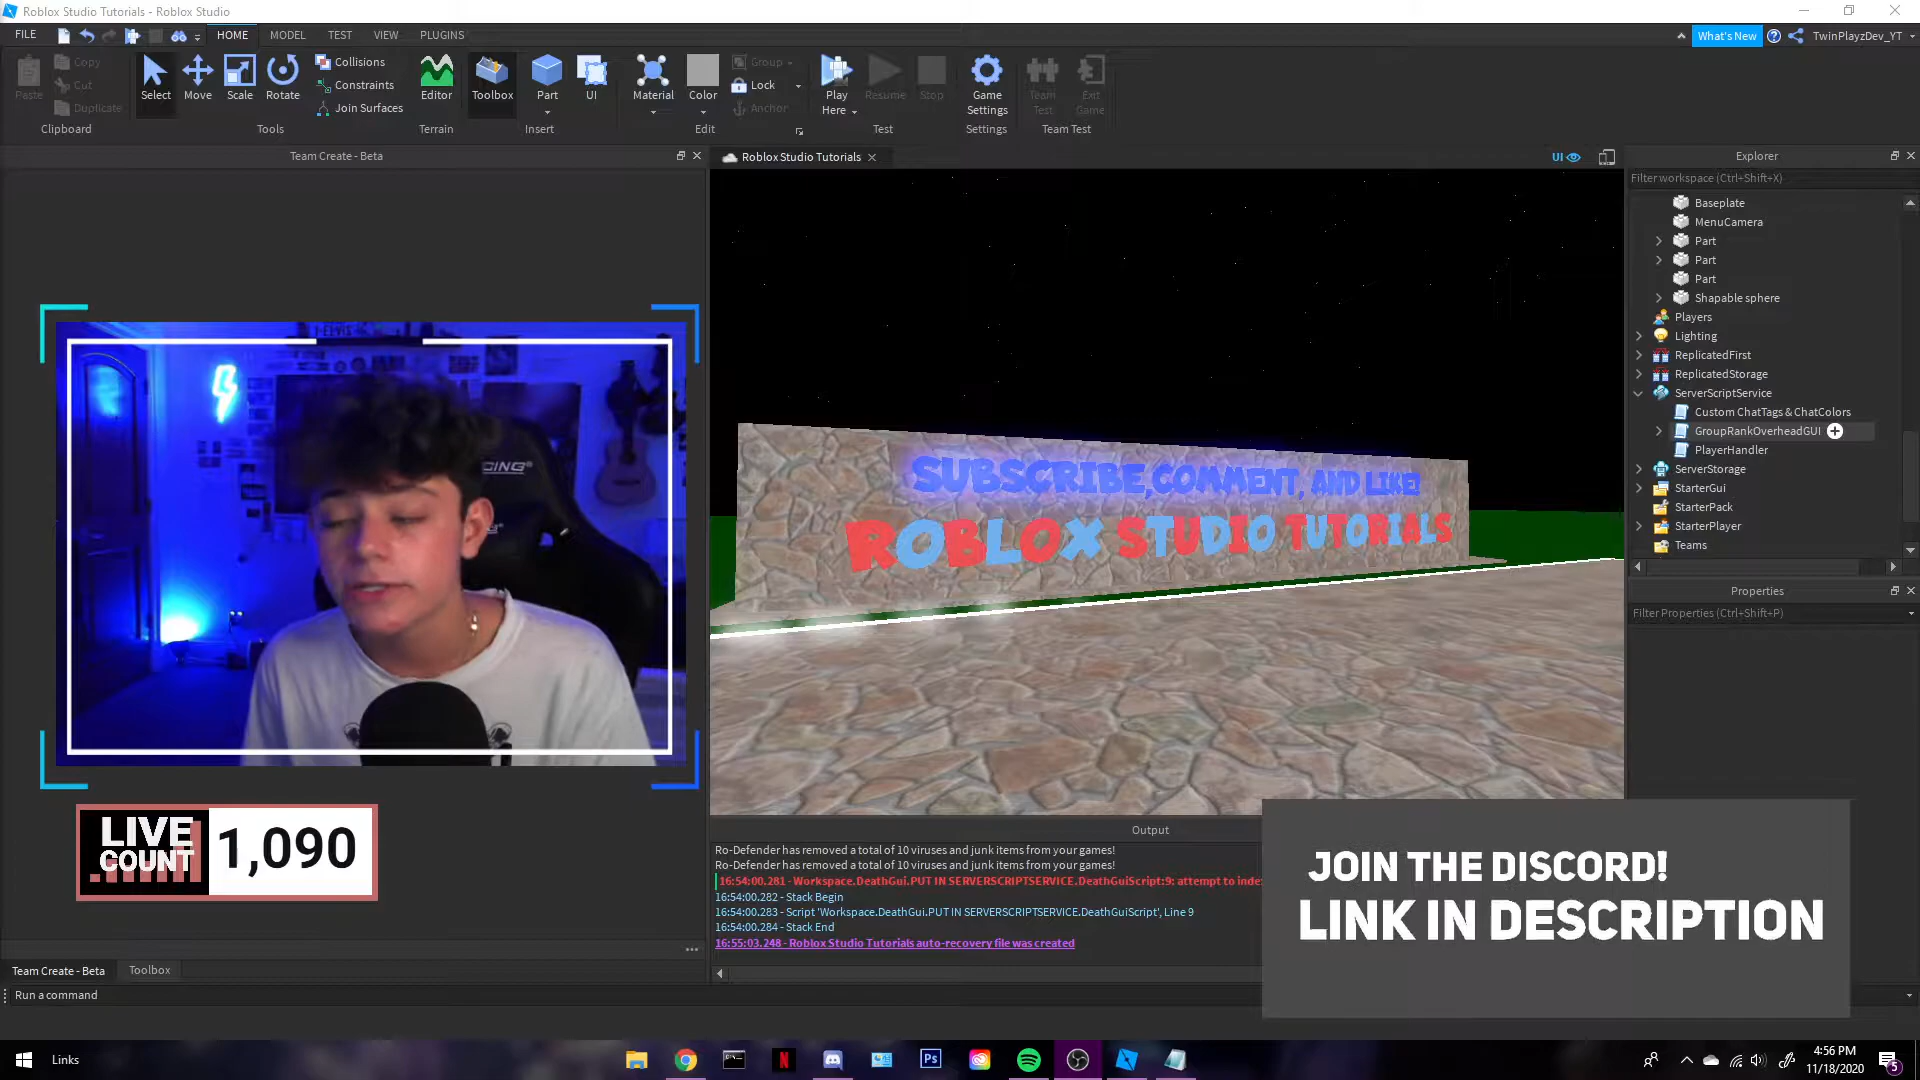 Roblox Studio Tutorials - Roblox Studio
FILE
HOME
MODEL
TEST
VIEW
PLUGINS
What's New
TwinPlayzDev_YT
Paste
Copy
Cut
Duplicate
Clipboard
Select
Move
Scale
Rotate
Collisions
Constraints
Join Surfaces
Tools
Editor
Terrain
Toolbox
Part
UI
Insert
Material
Color
Group
Lock
Anchor
Edit
Play
Here
Resume
Stop
Test
Game
Settings
Settings
Team
Test
Exit
Game
Team Test
Team Create - Beta
Roblox Studio Tutorials
UI
Explorer
Filter workspace (Ctrl+Shift+X)
Baseplate
MenuCamera
Part
Part
Part
Shapable sphere
Players
Lighting
ReplicatedFirst
ReplicatedStorage
ServerScriptService
Custom ChatTags & ChatColors
GroupRankOverheadGUI
PlayerHandler
ServerStorage
StarterGui
StarterPack
StarterPlayer
Teams
Properties
Filter Properties (Ctrl+Shift+P)
SUBSCRIBE,COMMENT, AND LIKE!
ROBLOX STUDIO TUTORIALS
LIVE
COUNT
1,090
Output
Ro-Defender has removed a total of 10 viruses and junk items from your games!
Ro-Defender has removed a total of 10 viruses and junk items from your games!
16:54:00.281 - Workspace.DeathGui.PUT IN SERVERSCRIPTSERVICE.DeathGuiScript:9: attempt to inde
16:54:00.282 - Stack Begin
16:54:00.283 - Script 'Workspace.DeathGui.PUT IN SERVERSCRIPTSERVICE.DeathGuiScript', Line 9
16:54:00.284 - Stack End
16:55:03.248 - Roblox Studio Tutorials auto-recovery file was created
JOIN THE DISCORD!
LINK IN DESCRIPTION
Team Create - Beta
Toolbox
Run a command
Links
Ps
4:56 PM
11/18/2020
5